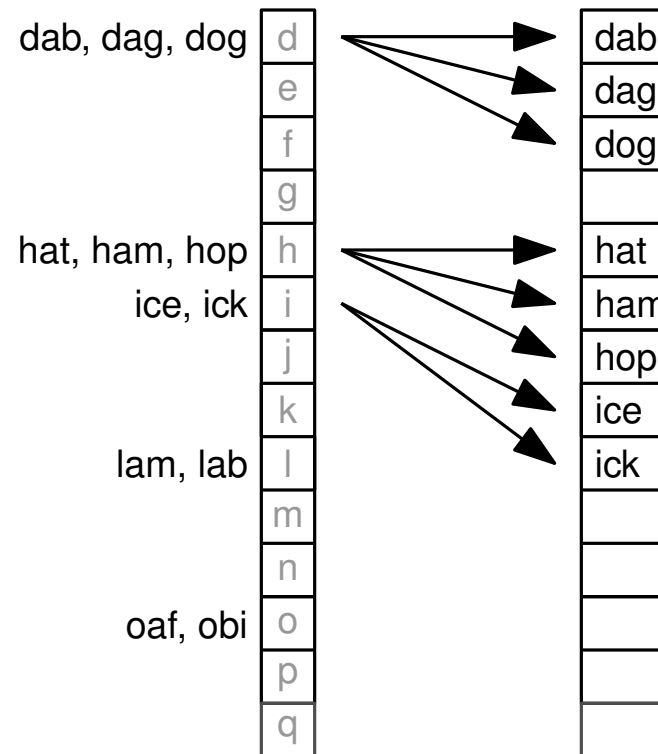 dab, dag, dog d dab
e dag
f dog
g
hat, ham, hop h hat
ice, ick i ham
j hop
k ice
lam, lab l ick
m
n
oaf, obi o
p
q